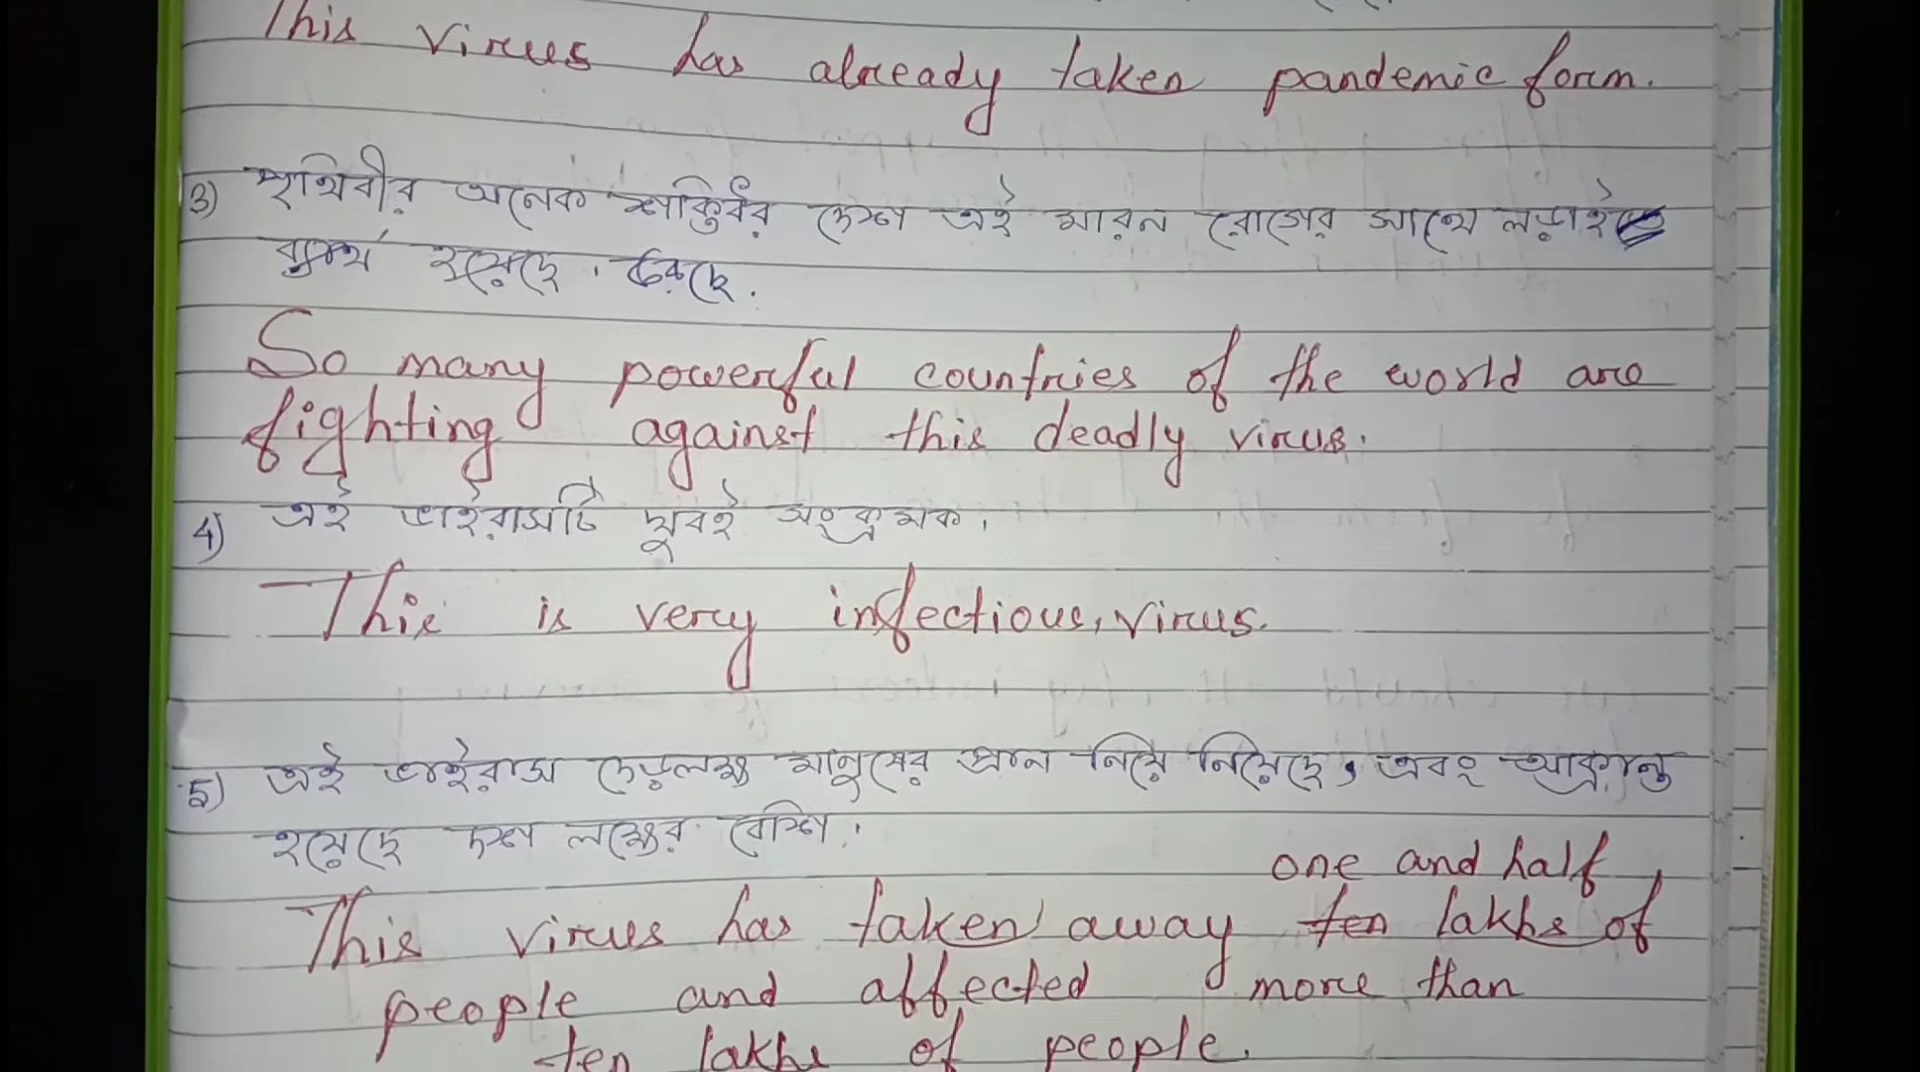 This virus has already taken pandemic form.
3) পৃথিবীর অনেক শক্তিধর দেশ এই মারন রোগের সাথে লড়াই
হয়েছে. করছে.
So many powerful countries of the world are
fighting against this deadly virus.
4) এই ভাইরাসটি খুবই সংক্রমক.
This is very infectious, virus.
5) এই ভাইরাস দেড়লক্ষ মানুষের প্রান নিয়ে নিয়েছে, এবং আক্রান্ত
হয়েছে দশ লক্ষের বেশি.
one and half
This virus has taken away ten lakhs of
people and affected more than
ten lakhs of people.